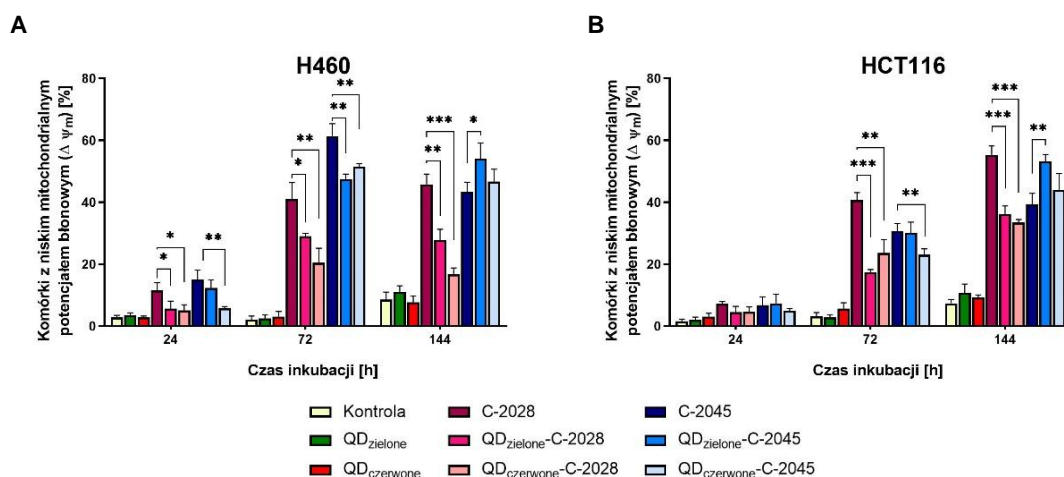 A
H460
Komórki z niskim mitochondrialnym
potencjałem błonowym (Δ ψm) [%]
80
60
40
20
0
** 
**
**
*
***
**
*
*
*
**
24
72
144
Czas inkubacji [h]
B
HCT116
Komórki z niskim mitochondrialnym
potencjałem błonowym (Δ ψm) [%]
80
60
40
20
0
**
***
**
***
***
**
24
72
144
Czas inkubacji [h]
Kontrola
C-2028
C-2045
QDzielone
QDzielone-C-2028
QDzielone-C-2045
QDczerwone
QDczerwone-C-2028
QDczerwone-C-2045